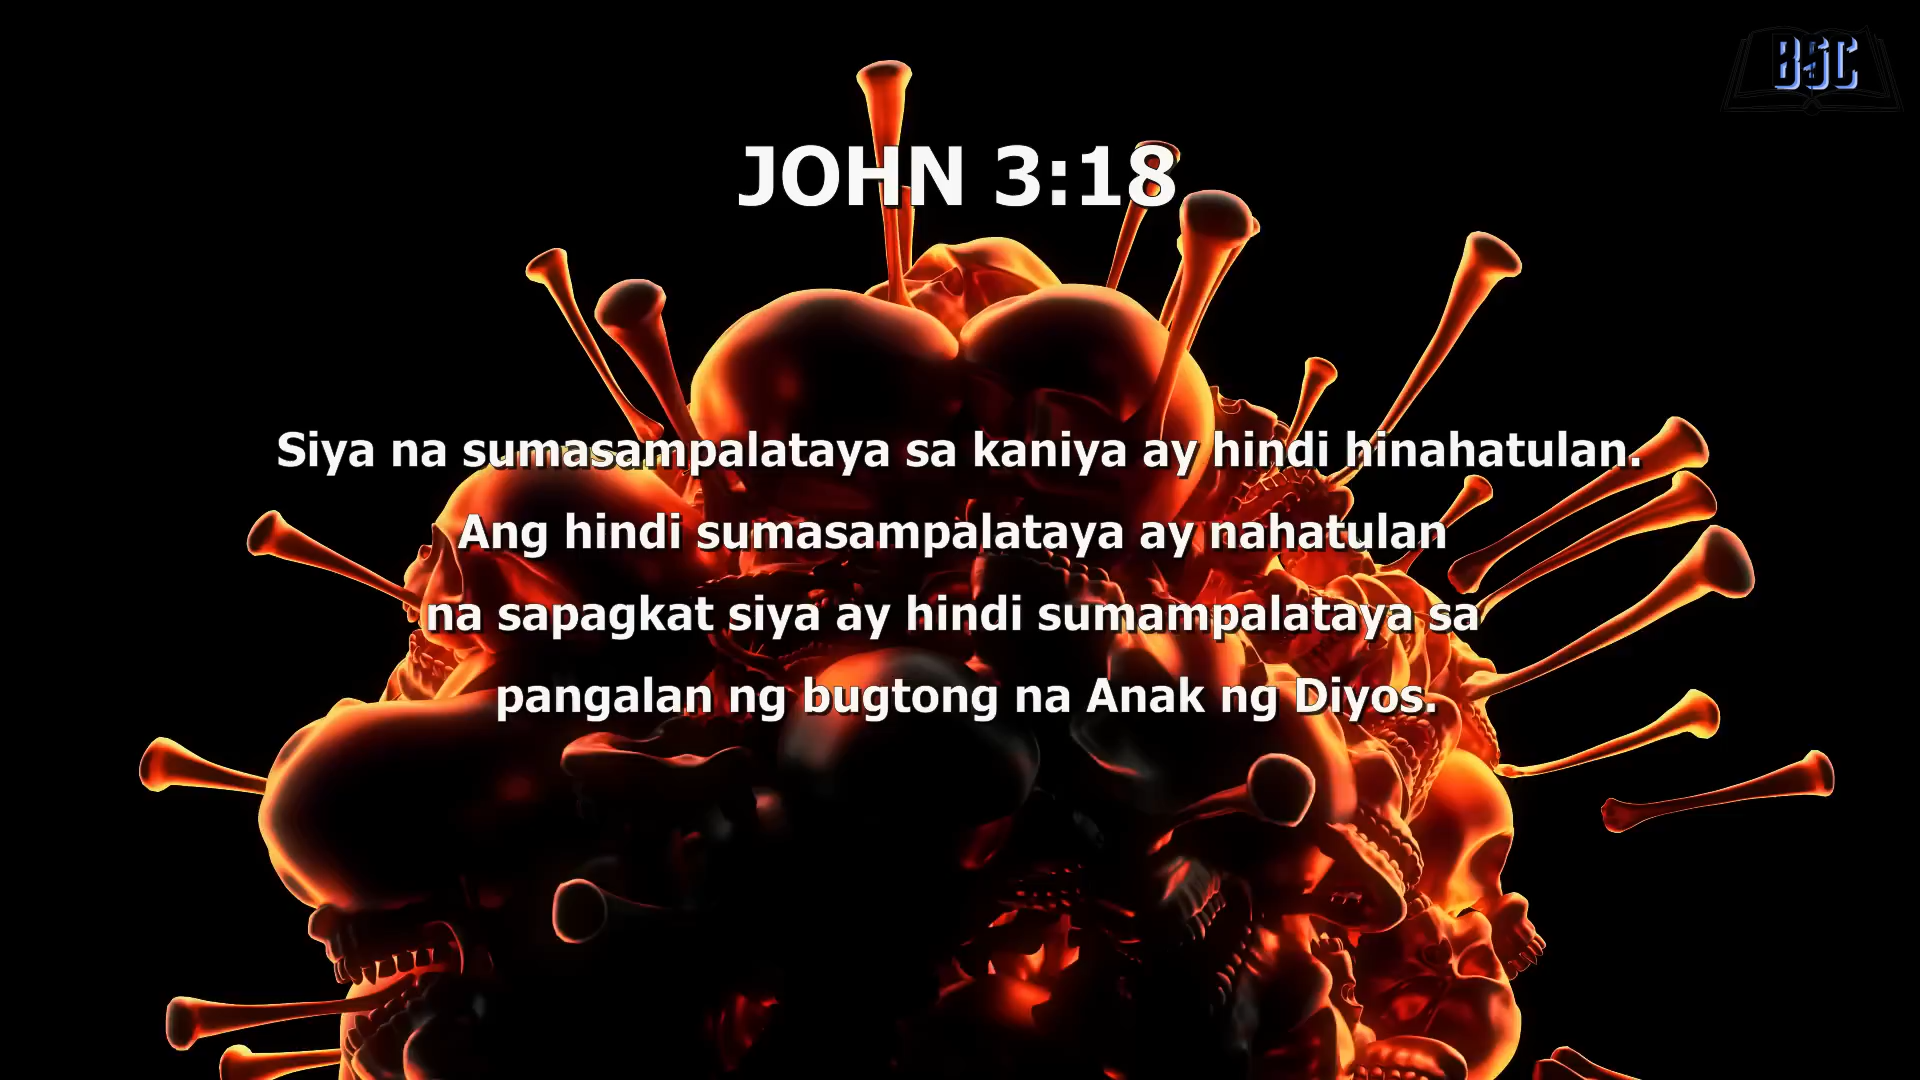 BSC
JOHN 3:18
Siya na sumasampalataya sa kaniya ay hindi hinahatulan.
Ang hindi sumasampalataya ay nahatulan
na sapagkat siya ay hindi sumampalataya sa
pangalan ng bugtong na Anak ng Diyos.